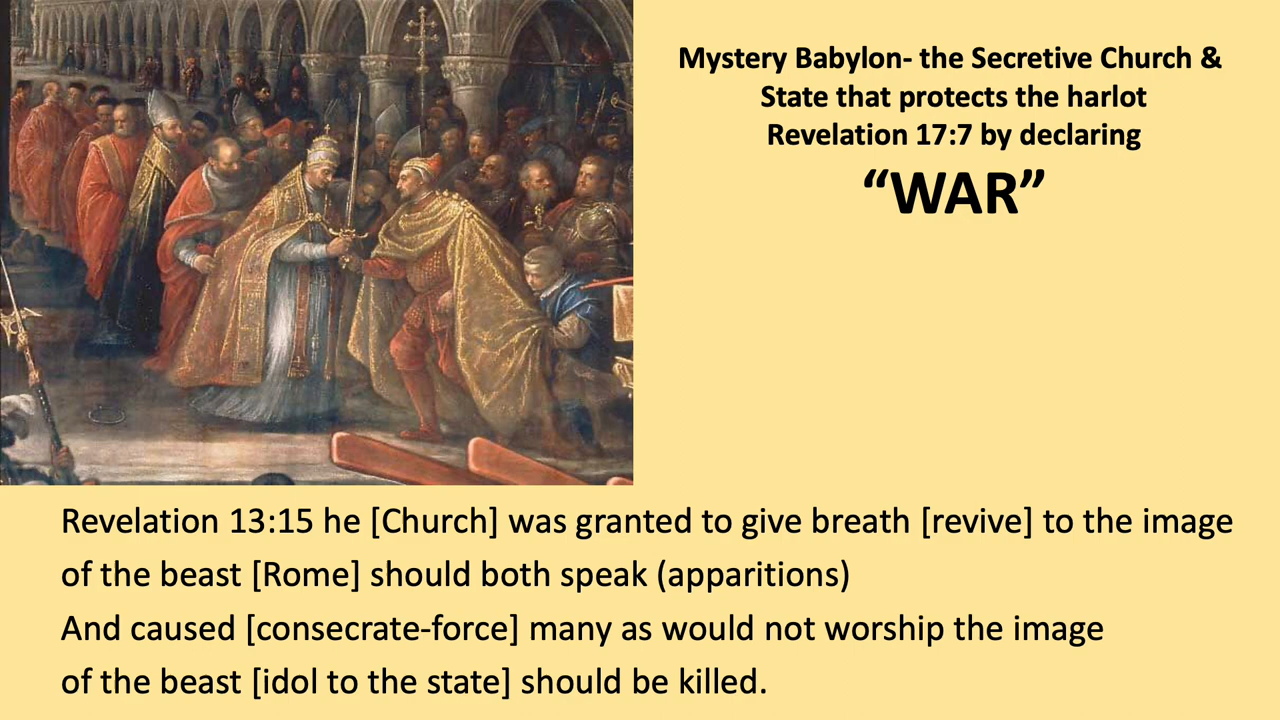 Mystery Babylon- the Secretive Church &
State that protects the harlot
Revelation 17:7 by declaring
“WAR”
Revelation 13:15 he [Church] was granted to give breath [revive] to the image
of the beast [Rome] should both speak (apparitions)
And caused [consecrate-force] many as would not worship the image
of the beast [idol to the state] should be killed.